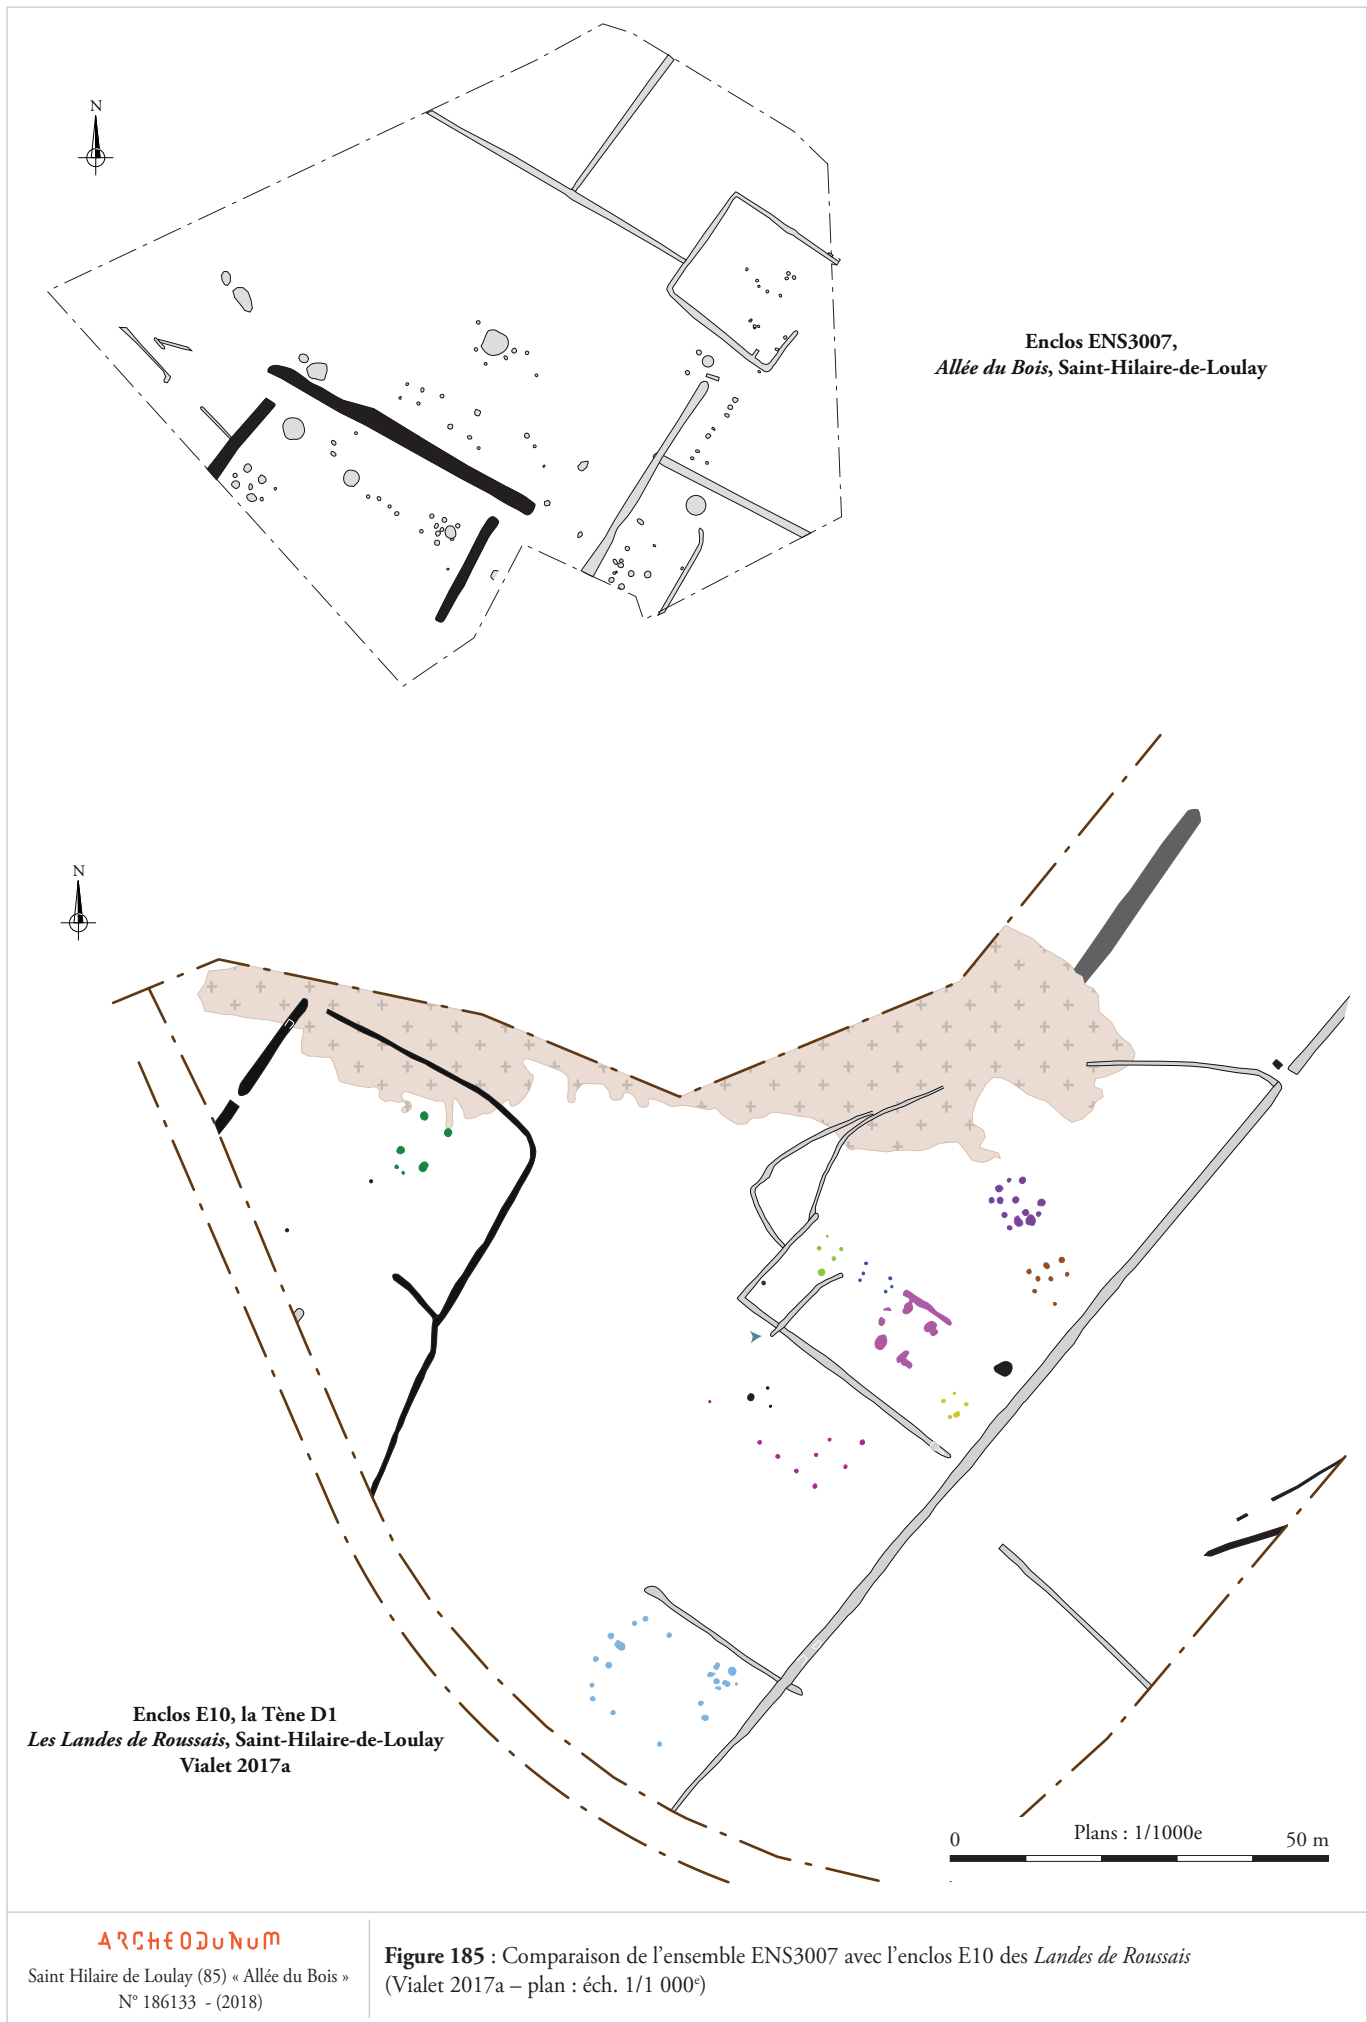 N
Enclos ENS3007,
Allée du Bois, Saint-Hilaire-de-Loulay
N
Enclos E10, la Tène D1
Les Landes de Roussais, Saint-Hilaire-de-Loulay
Vialet 2017a
0 Plans : 1/1000e 50 m
ARCHEODUNUM
Saint Hilaire de Loulay (85) « Allée du Bois »
N° 186133 - (2018)
Figure 185 : Comparaison de l'ensemble ENS3007 avec l'enclos E10 des Landes de Roussais
(Vialet 2017a – plan : éch. 1/1 000e)